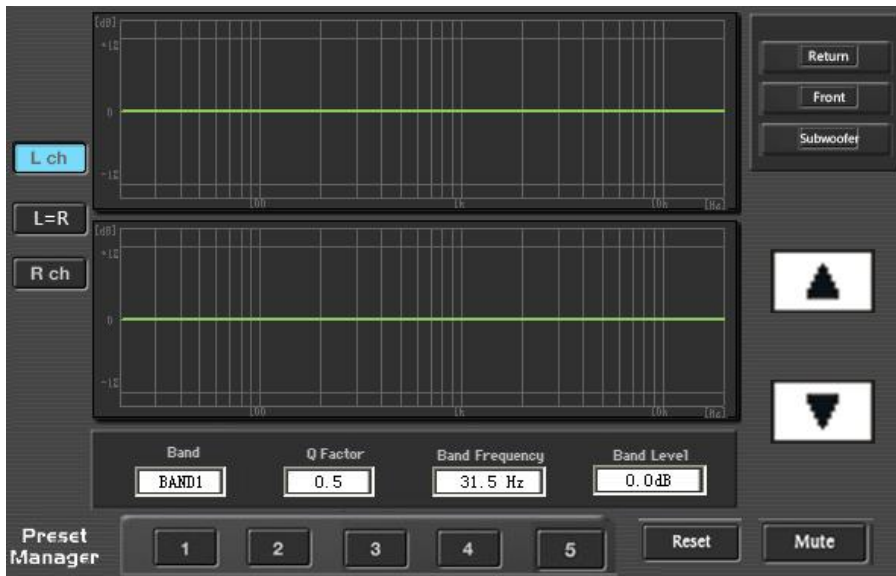 [dB]
+12
0
-12
100
1k
10k
[Hz]
[dB]
+12
0
-12
100
1k
10k
[Hz]
L ch
L=R
R ch
Return
Front
Subwoofer
Band
Q Factor
Band Frequency
Band Level
BAND1
0.5
31.5 Hz
0.0dB
Preset
Manager
1
2
3
4
5
Reset
Mute